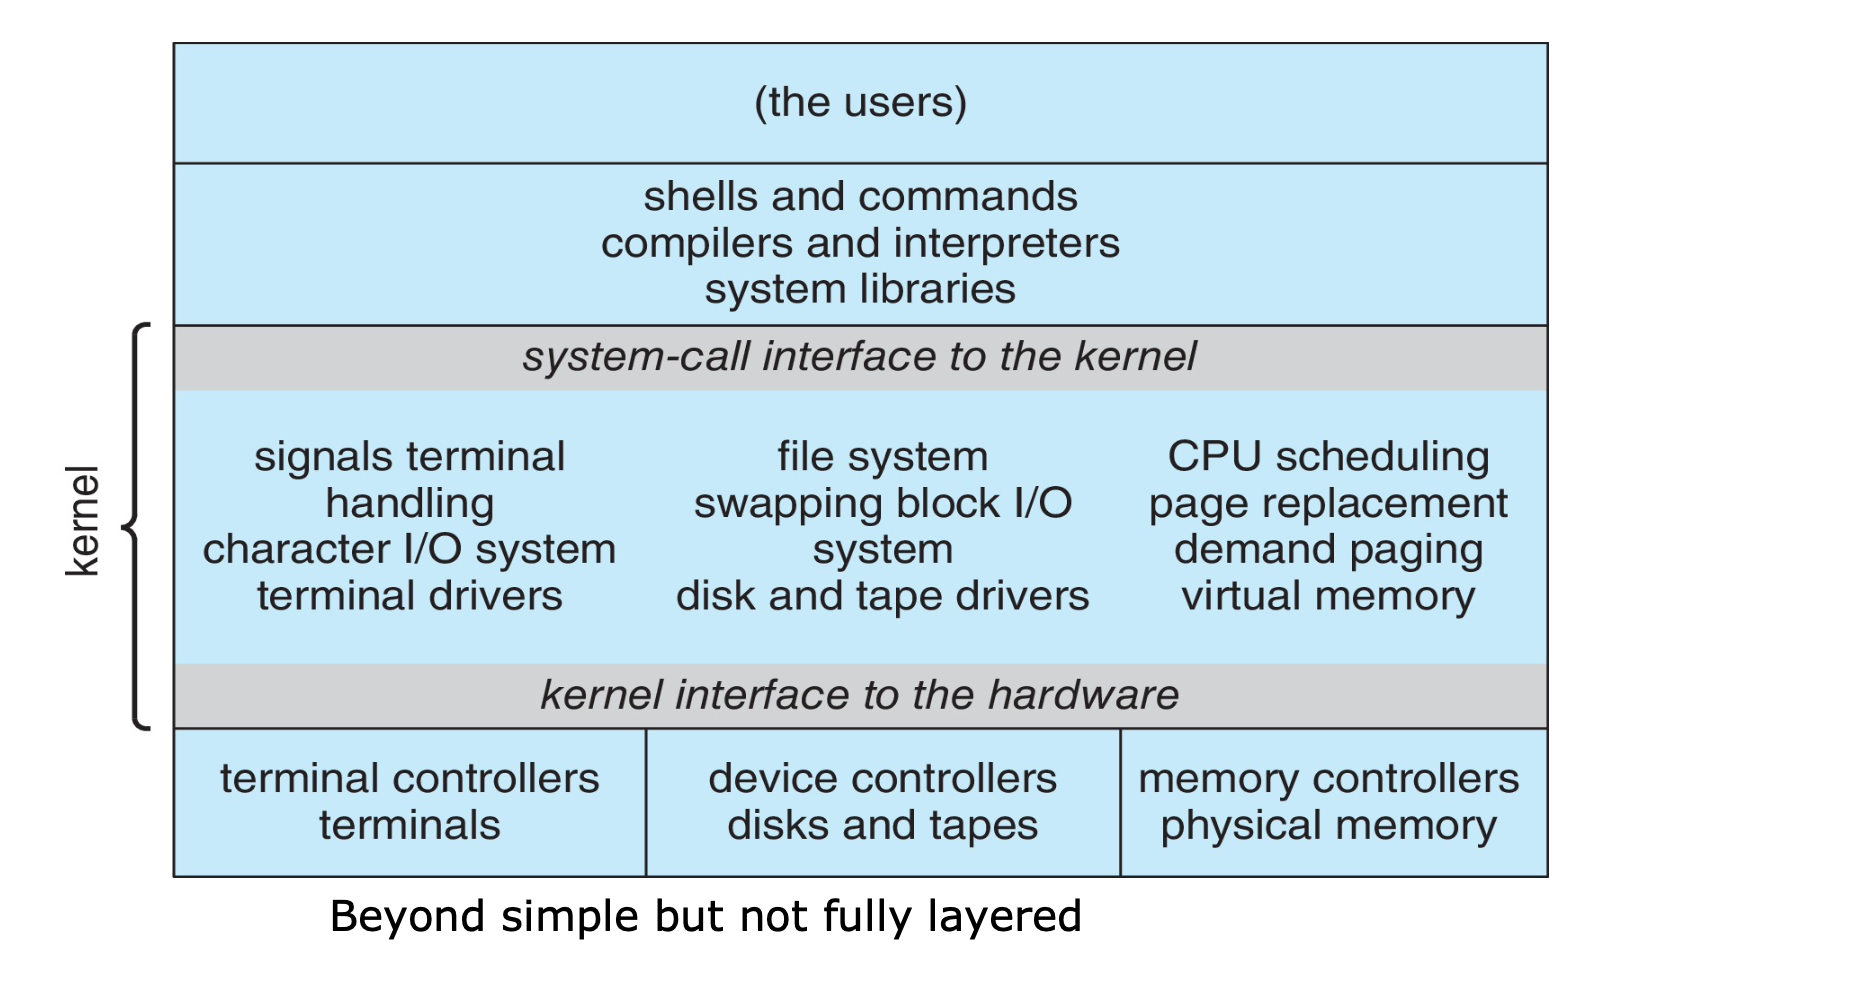 (the users)
shells and commands
compilers and interpreters
system libraries
kernel
system-call interface to the kernel
signals terminal
handling
character I/O system
terminal drivers
file system
swapping block I/O
system
disk and tape drivers
CPU scheduling
page replacement
demand paging
virtual memory
kernel interface to the hardware
terminal controllers
terminals
device controllers
disks and tapes
memory controllers
physical memory
Beyond simple but not fully layered